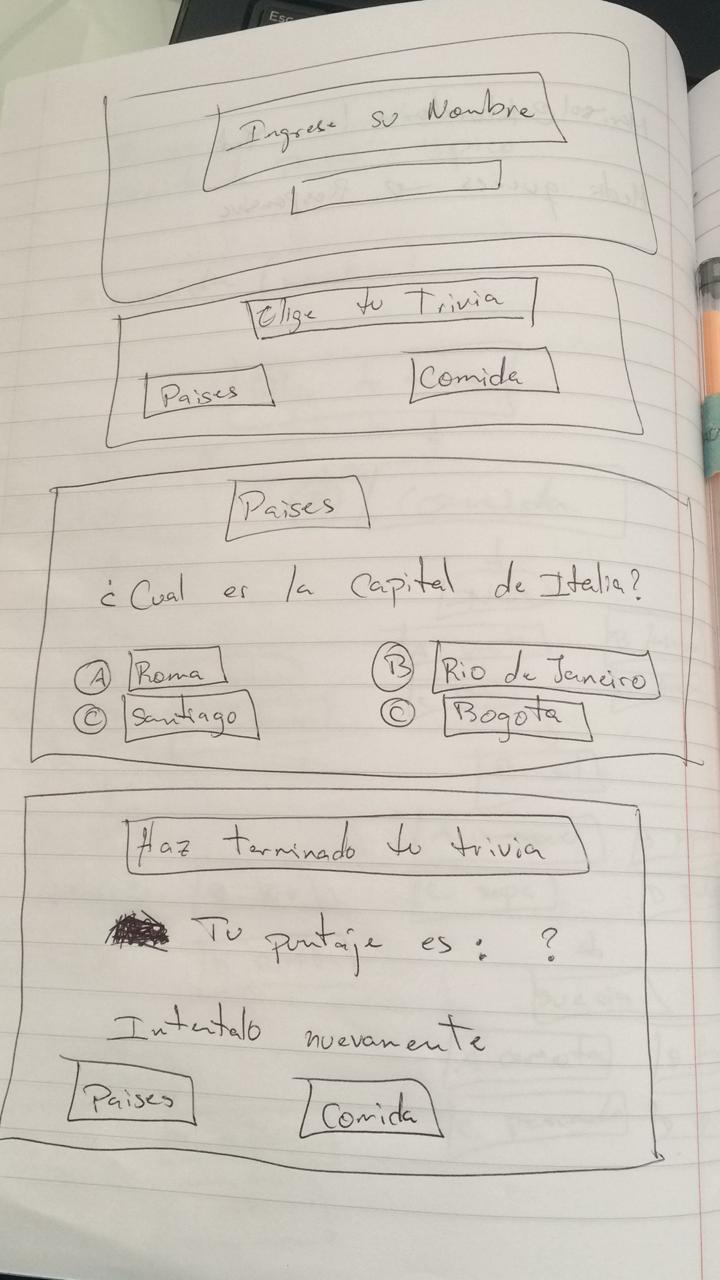 Esc
Ingrese su Nombre
Elige tu Trivia
Paises Comida
Paises
¿Cual es la Capital de Italia?
A Roma B Rio de Janeiro
C Santiago C Bogota
Haz terminado tu trivia
Tu puntaje es: ?
Intentalo nuevamente
Paises Comida